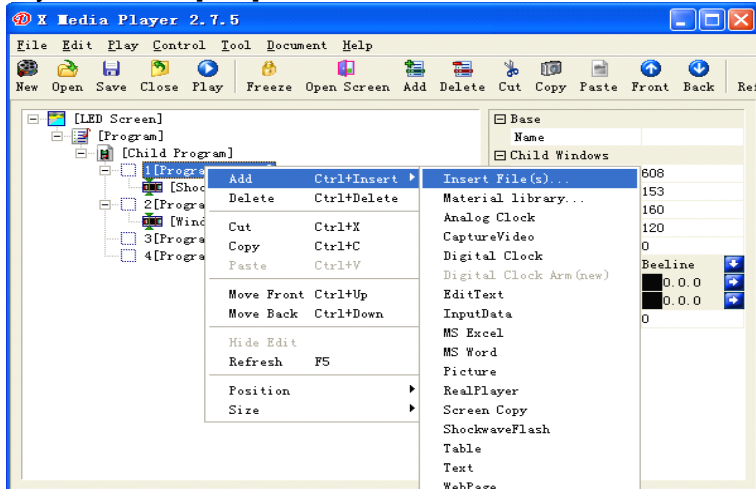 X Media Player 2.7.5
File Edit Play Control Tool Document Help
New Open Save Close Play Freeze Open Screen Add Delete Cut Copy Paste Front Back
[LED Screen]
[Program]
[Child Program]
1[Progra
[Shoc
2[Progra
[Wind
3[Progra
4[Progra
Add Ctrl+Insert
Delete Ctrl+Delete
Cut Ctrl+X
Copy Ctrl+C
Paste Ctrl+V
Move Front Ctrl+Up
Move Back Ctrl+Down
Hide Edit
Refresh F5
Position
Size
Insert File(s)...
Material library...
Analog Clock
CaptureVideo
Digital Clock
Digital Clock Arm(new)
EditText
InputData
MS Excel
MS Word
Picture
RealPlayer
Screen Copy
ShockwaveFlash
Table
Text
WebPage
Base
Name
Child Windows
608
153
160
120
0
Beeline
0.0.0
0.0.0
0